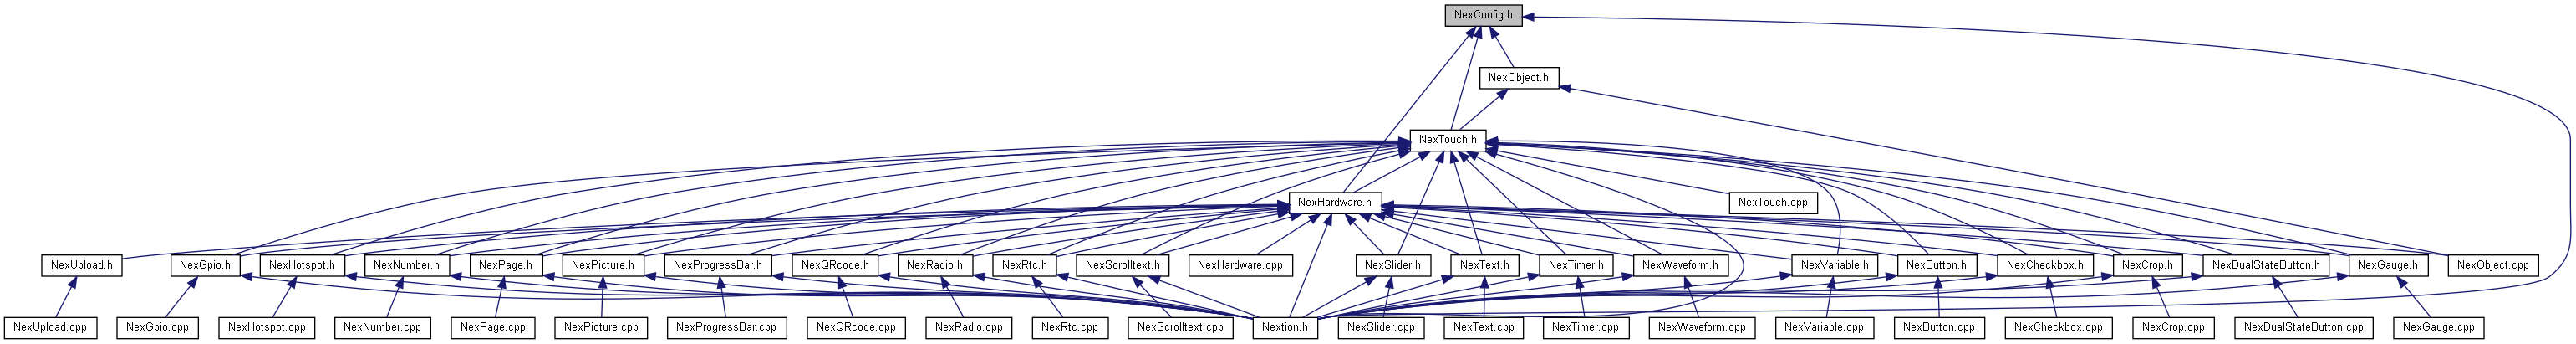 NexConfig.h
NexObject.h
NexTouch.h
NexHardware.h
NexTouch.cpp
NexUpload.h
NexGpio.h
NexHotspot.h
NexNumber.h
NexPage.h
NexPicture.h
NexProgressBar.h
NexQRcode.h
NexRadio.h
NexRtc.h
NexScrolltext.h
NexHardware.cpp
NexSlider.h
NexText.h
NexTimer.h
NexWaveform.h
NexVariable.h
NexButton.h
NexCheckbox.h
NexCrop.h
NexDualStateButton.h
NexGauge.h
NexObject.cpp
NexUpload.cpp
NexGpio.cpp
NexHotspot.cpp
NexNumber.cpp
NexPage.cpp
NexPicture.cpp
NexProgressBar.cpp
NexQRcode.cpp
NexRadio.cpp
NexRtc.cpp
NexScrolltext.cpp
Nextion.h
NexSlider.cpp
NexText.cpp
NexTimer.cpp
NexWaveform.cpp
NexVariable.cpp
NexButton.cpp
NexCheckbox.cpp
NexCrop.cpp
NexDualStateButton.cpp
NexGauge.cpp